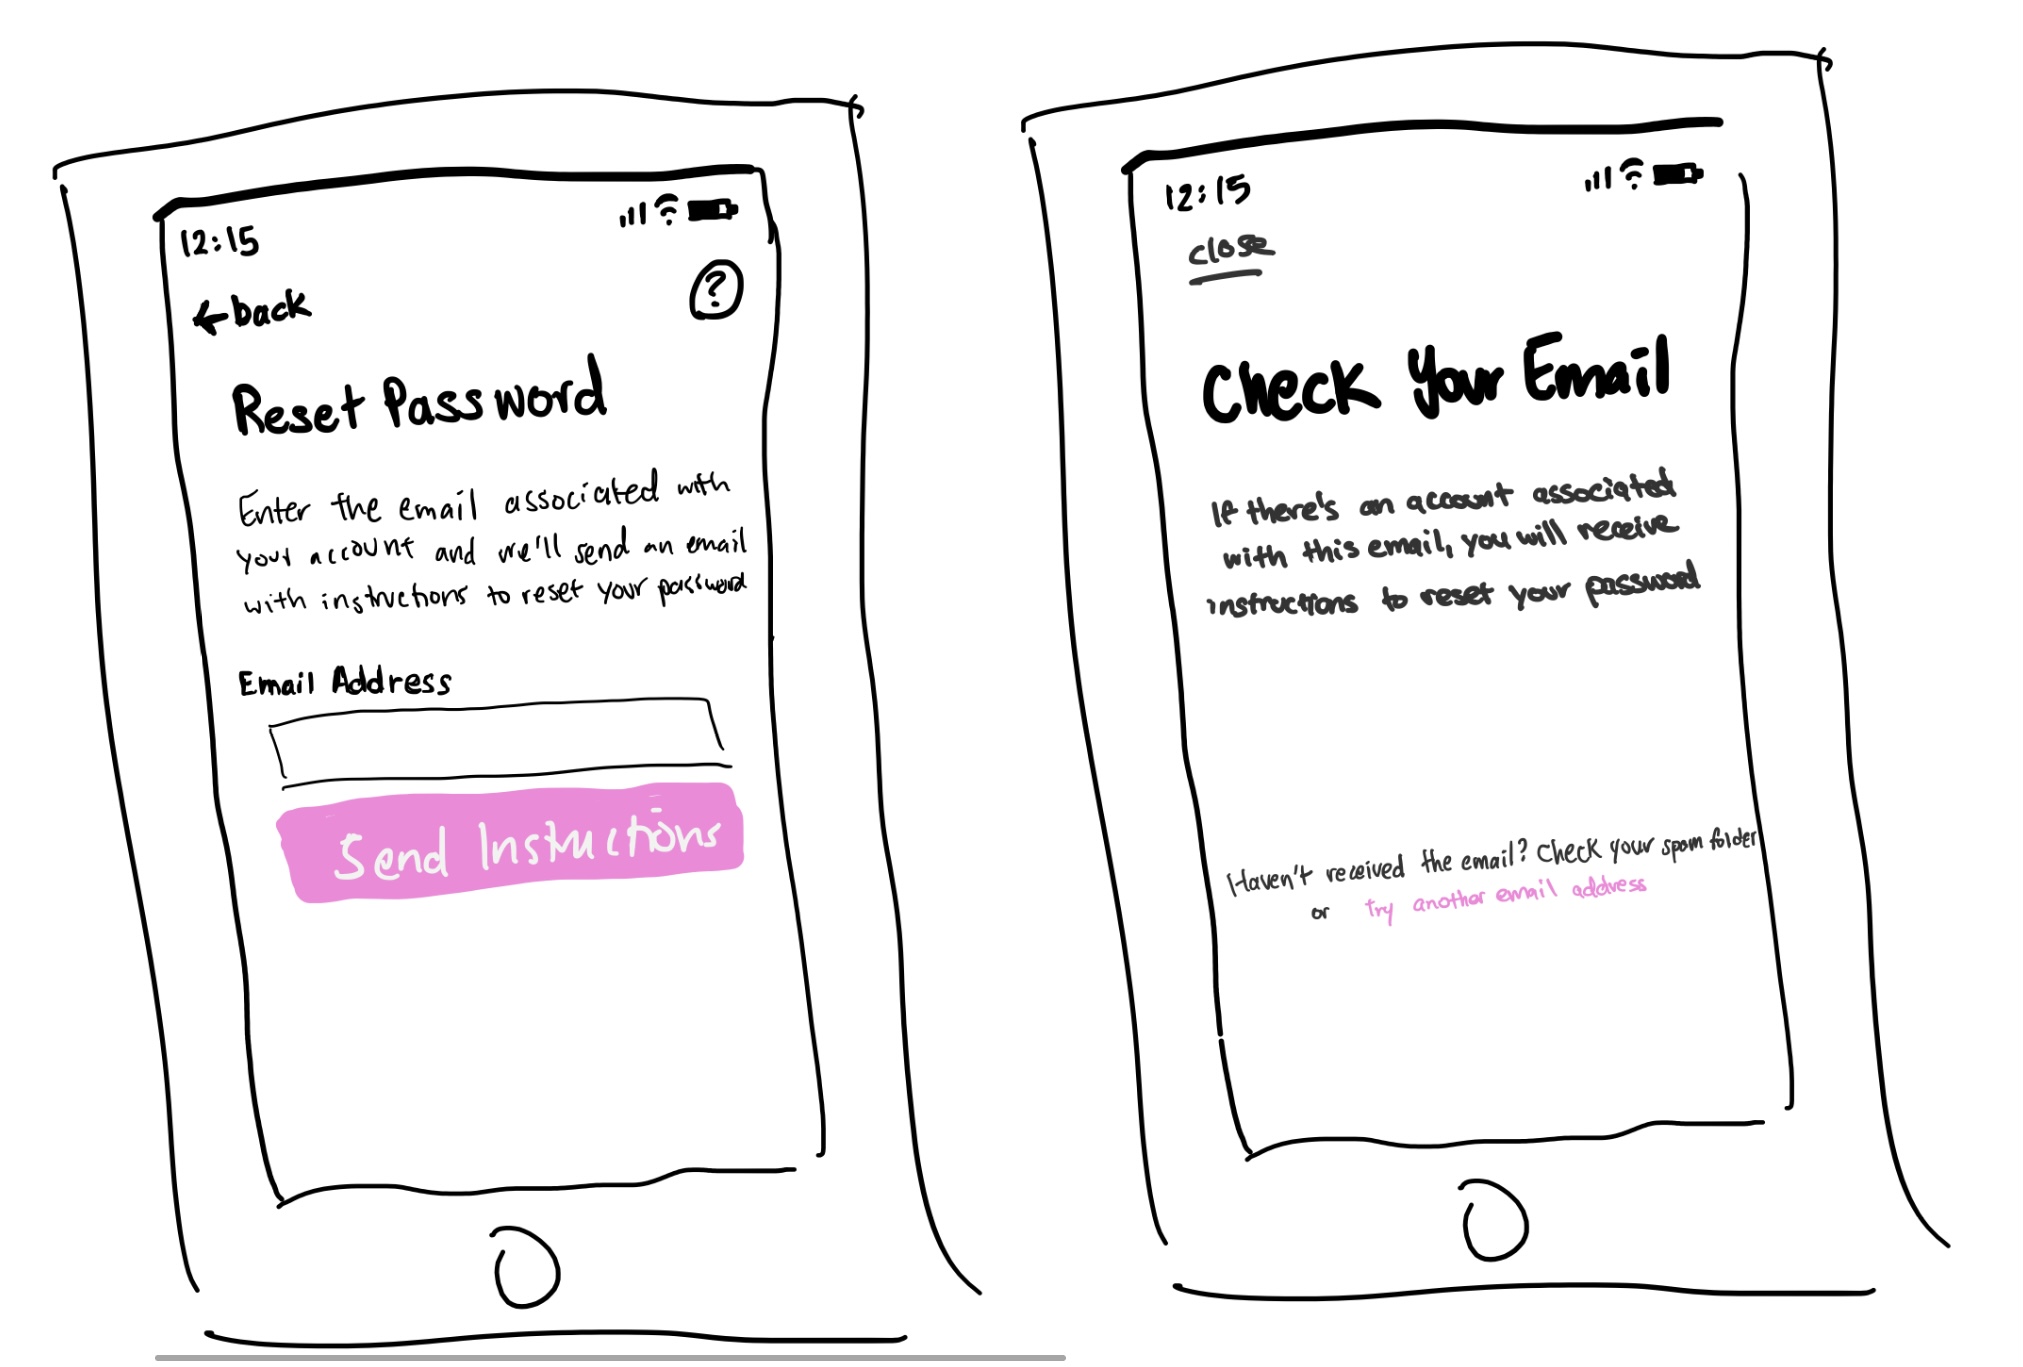 12:15
←back
?
Reset Password
Enter the email associated with
your account and we'll send an email
with instructions to reset your password
Email Address
Send Instructions
12:15
close
Check Your Email
If there's an account associated
with this email, you will receive
instructions to reset your password
Haven't received the email? Check your spam folder
or try another email address